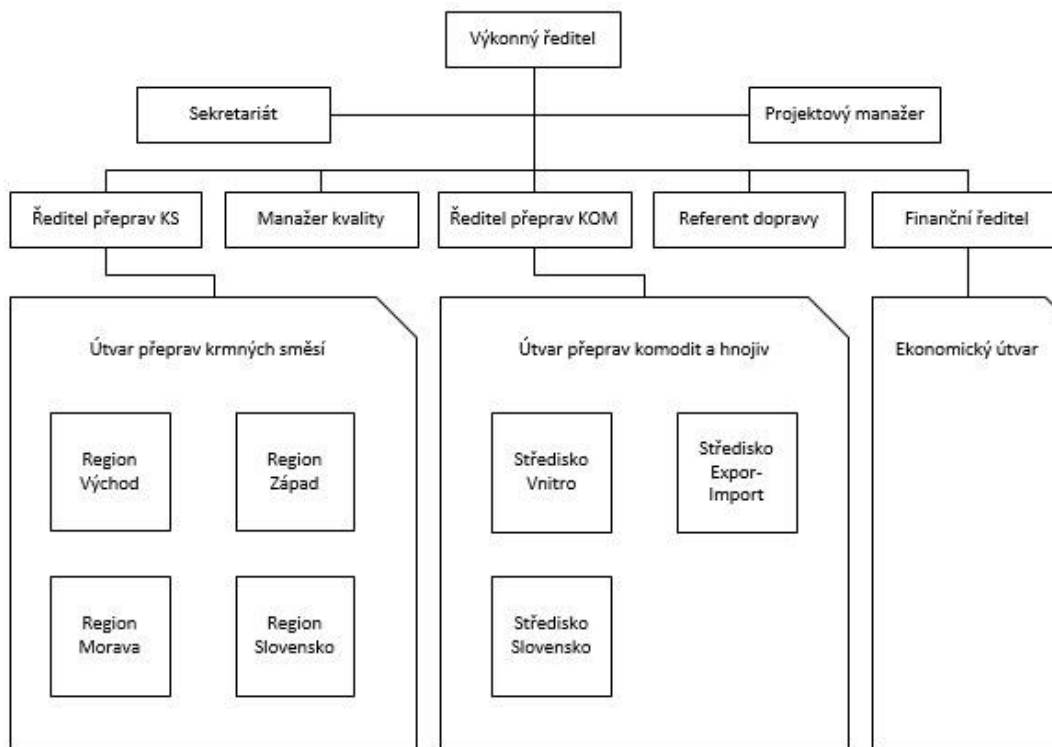 Výkonný ředitel
Sekretariát
Projektový manažer
Ředitel přeprav KS
Manažer kvality
Ředitel přeprav KOM
Referent dopravy
Finanční ředitel
Útvar přeprav krmných směsí
Útvar přeprav komodit a hnojiv
Ekonomický útvar
Region
Východ
Region
Západ
Středisko
Vnitro
Středisko
Expor-
Import
Region
Morava
Region
Slovensko
Středisko
Slovensko